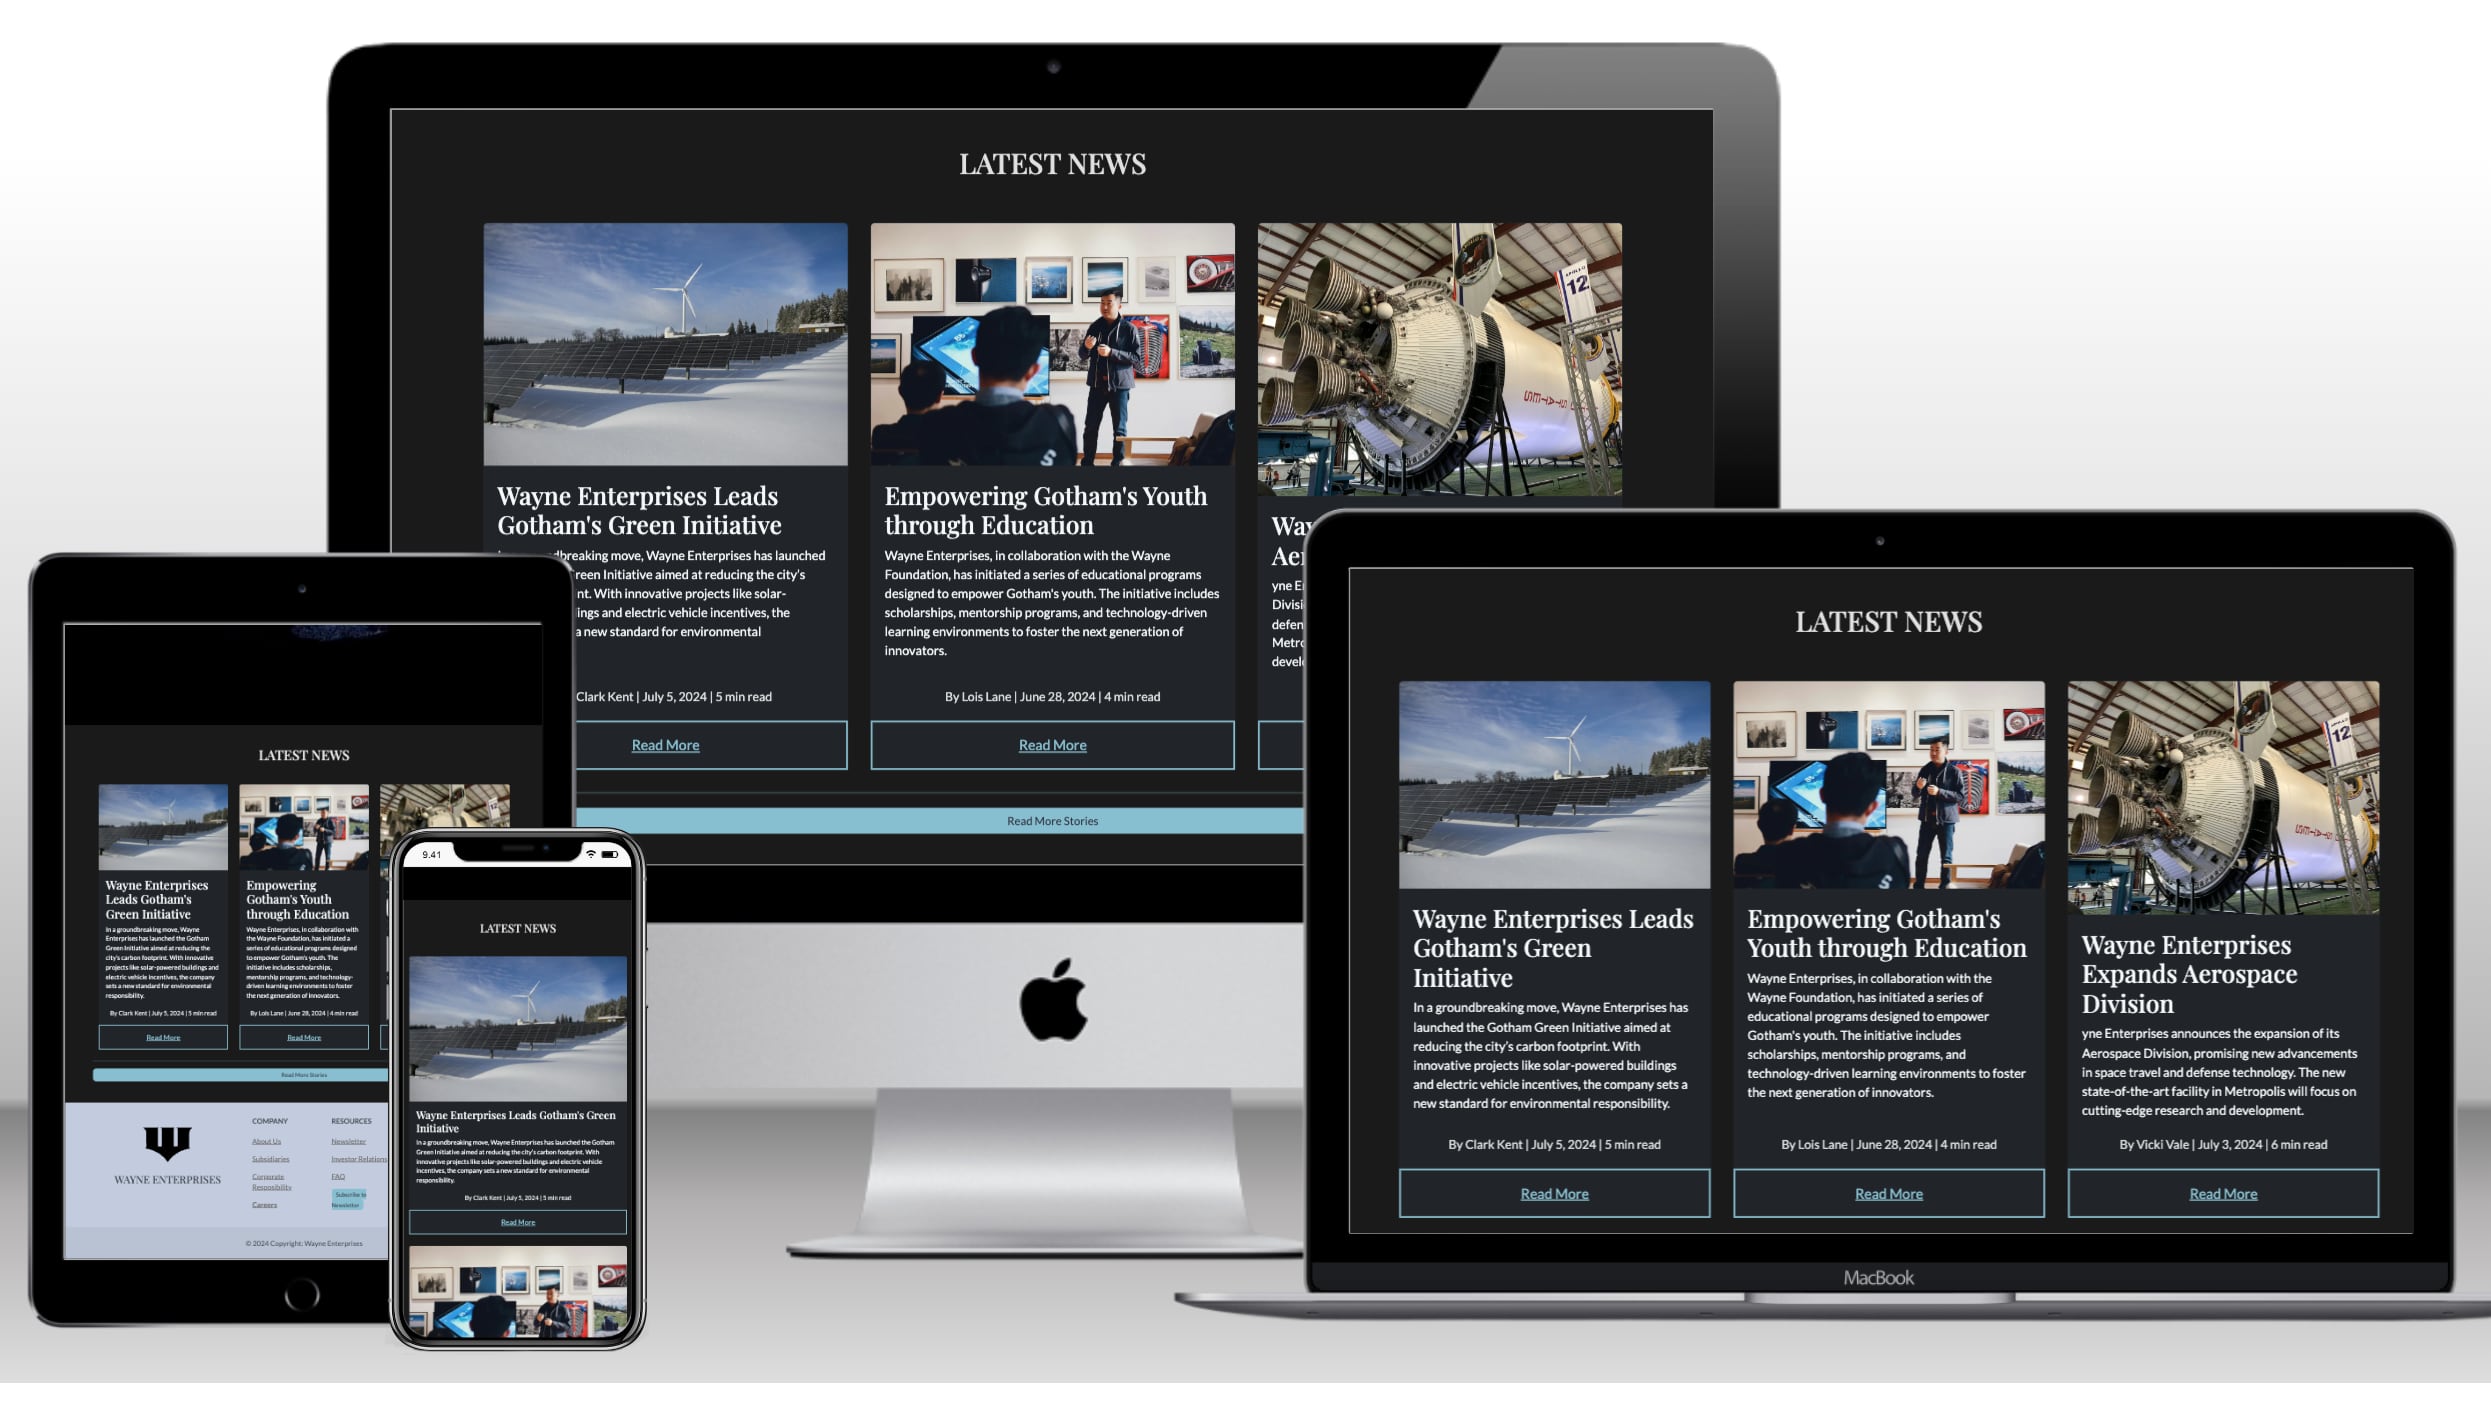 LATEST NEWS
APOLLO
12
Wayne Enterprises Leads
Gotham's Green Initiative
breaking move, Wayne Enterprises has launched
reen Initiative aimed at reducing the city's
nt. With innovative projects like solar-
ings and electric vehicle incentives, the
a new standard for environmental
Clark Kent | July 5, 2024 | 5 min read
Read More
Empowering Gotham's Youth
through Education
Wayne Enterprises, in collaboration with the Wayne
Foundation, has initiated a series of educational programs
designed to empower Gotham's youth. The initiative includes
scholarships, mentorship programs, and technology-driven
learning environments to foster the next generation of
innovators.
By Lois Lane | June 28, 2024 | 4 min read
Read More
Way
Aer
yne E
Divisi
defen
Metro
devel
Read More Stories
LATEST NEWS
Wayne Enterprises
Leads Gotham's
Green Initiative
In a groundbreaking move, Wayne
Enterprises has launched the Gotham
Green Initiative aimed at reducing the
city's carbon footprint. With innovative
projects like solar-powered buildings and
electric vehicle incentives, the company
sets a new standard for environmental
responsibility.
By Clark Kent | July 5, 2024 | 5 min read
Read More
Empowering
Gotham's Youth
through Education
Wayne Enterprises, in collaboration with
the Wayne Foundation, has initiated a
series of educational programs designed
to empower Gotham's youth. The
initiative includes scholarships,
mentorship programs, and technology-
driven learning environments to foster
the next generation of innovators.
By Lois Lane | June 28, 2024 | 4 min read
Read More
12
Read More Stories
WAYNE ENTERPRISES
COMPANY
About Us
Subsidiaries
Corporate
Resposibility
Careers
RESOURCES
Newsletter
Investor Relations
FAQ
Subscribe to
Newsletter
© 2024 Copyright: Wayne Enterprises
9.41
LATEST NEWS
Wayne Enterprises Leads Gotham's Green
Initiative
In a groundbreaking move, Wayne Enterprises has launched the Gotham
Green Initiative aimed at reducing the city's carbon footprint. With
innovative projects like solar-powered buildings and electric vehicle
incentives, the company sets a new standard for environmental
responsibility.
By Clark Kent | July 5, 2024 | 5 min read
Read More
LATEST NEWS
12
Wayne Enterprises Leads
Gotham's Green
Initiative
In a groundbreaking move, Wayne Enterprises has
launched the Gotham Green Initiative aimed at
reducing the city's carbon footprint. With
innovative projects like solar-powered buildings
and electric vehicle incentives, the company sets a
new standard for environmental responsibility.
By Clark Kent | July 5, 2024 | 5 min read
Read More
Empowering Gotham's
Youth through Education
Wayne Enterprises, in collaboration with the
Wayne Foundation, has initiated a series of
educational programs designed to empower
Gotham's youth. The initiative includes
scholarships, mentorship programs, and
technology-driven learning environments to foster
the next generation of innovators.
By Lois Lane | June 28, 2024 | 4 min read
Read More
Wayne Enterprises
Expands Aerospace
Division
yne Enterprises announces the expansion of its
Aerospace Division, promising new advancements
in space travel and defense technology. The new
state-of-the-art facility in Metropolis will focus on
cutting-edge research and development.
By Vicki Vale | July 3, 2024 | 6 min read
Read More
MacBook